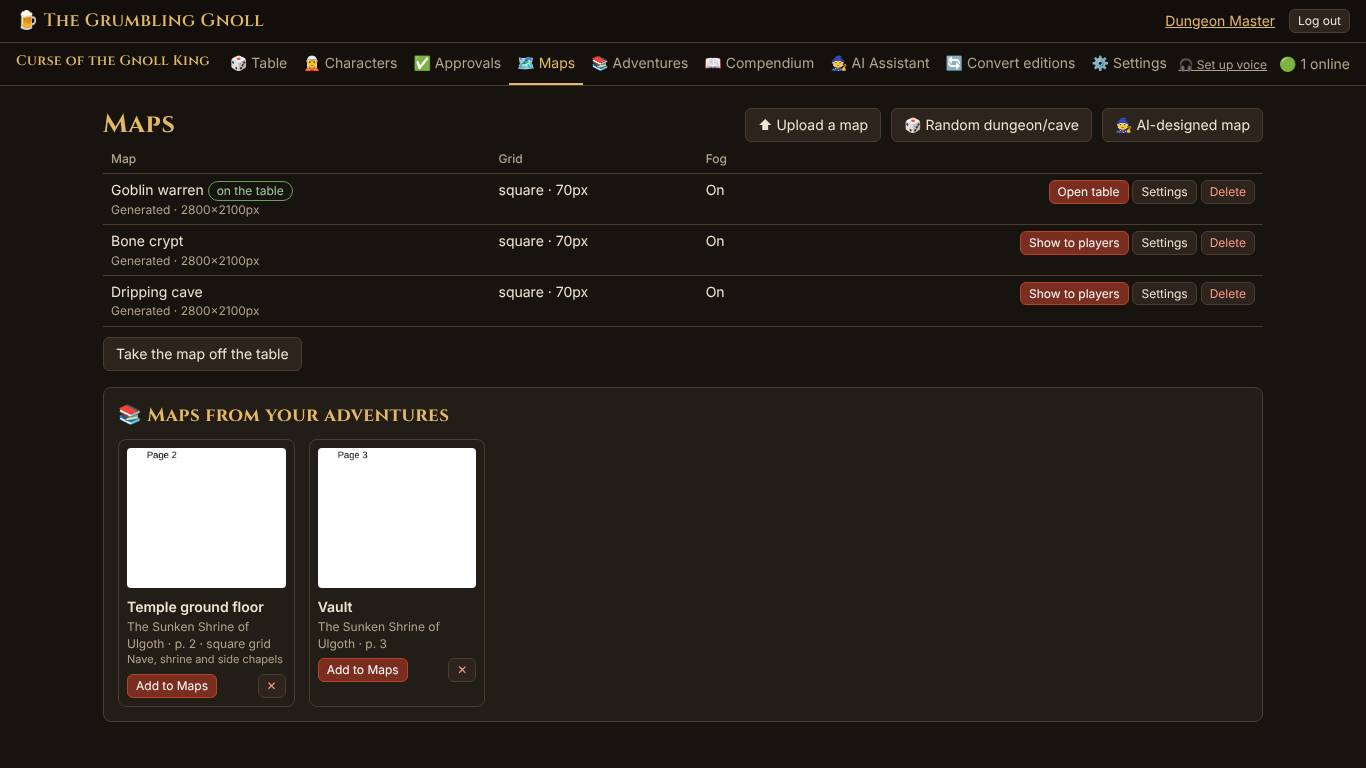 🍺 The Grumbling Gnoll
Dungeon Master
Log out
Curse of the Gnoll King
🎲 Table
🧝 Characters
✅ Approvals
🗺️ Maps
📚 Adventures
📖 Compendium
🧙 AI Assistant
🔄 Convert editions
⚙️ Settings
🎧 Set up voice
🟢 1 online
Maps
⬆ Upload a map
🎲 Random dungeon/cave
🧙 AI-designed map
Map Grid Fog
Goblin warren on the table square · 70px On Open table Settings Delete
Generated · 2800×2100px
Bone crypt square · 70px On Show to players Settings Delete
Generated · 2800×2100px
Dripping cave square · 70px On Show to players Settings Delete
Generated · 2800×2100px
Take the map off the table
📚 Maps from your adventures
Page 2
Temple ground floor
The Sunken Shrine of
Ulgoth · p. 2 · square grid
Nave, shrine and side chapels
Add to Maps ✕
Page 3
Vault
The Sunken Shrine of
Ulgoth · p. 3
Add to Maps ✕